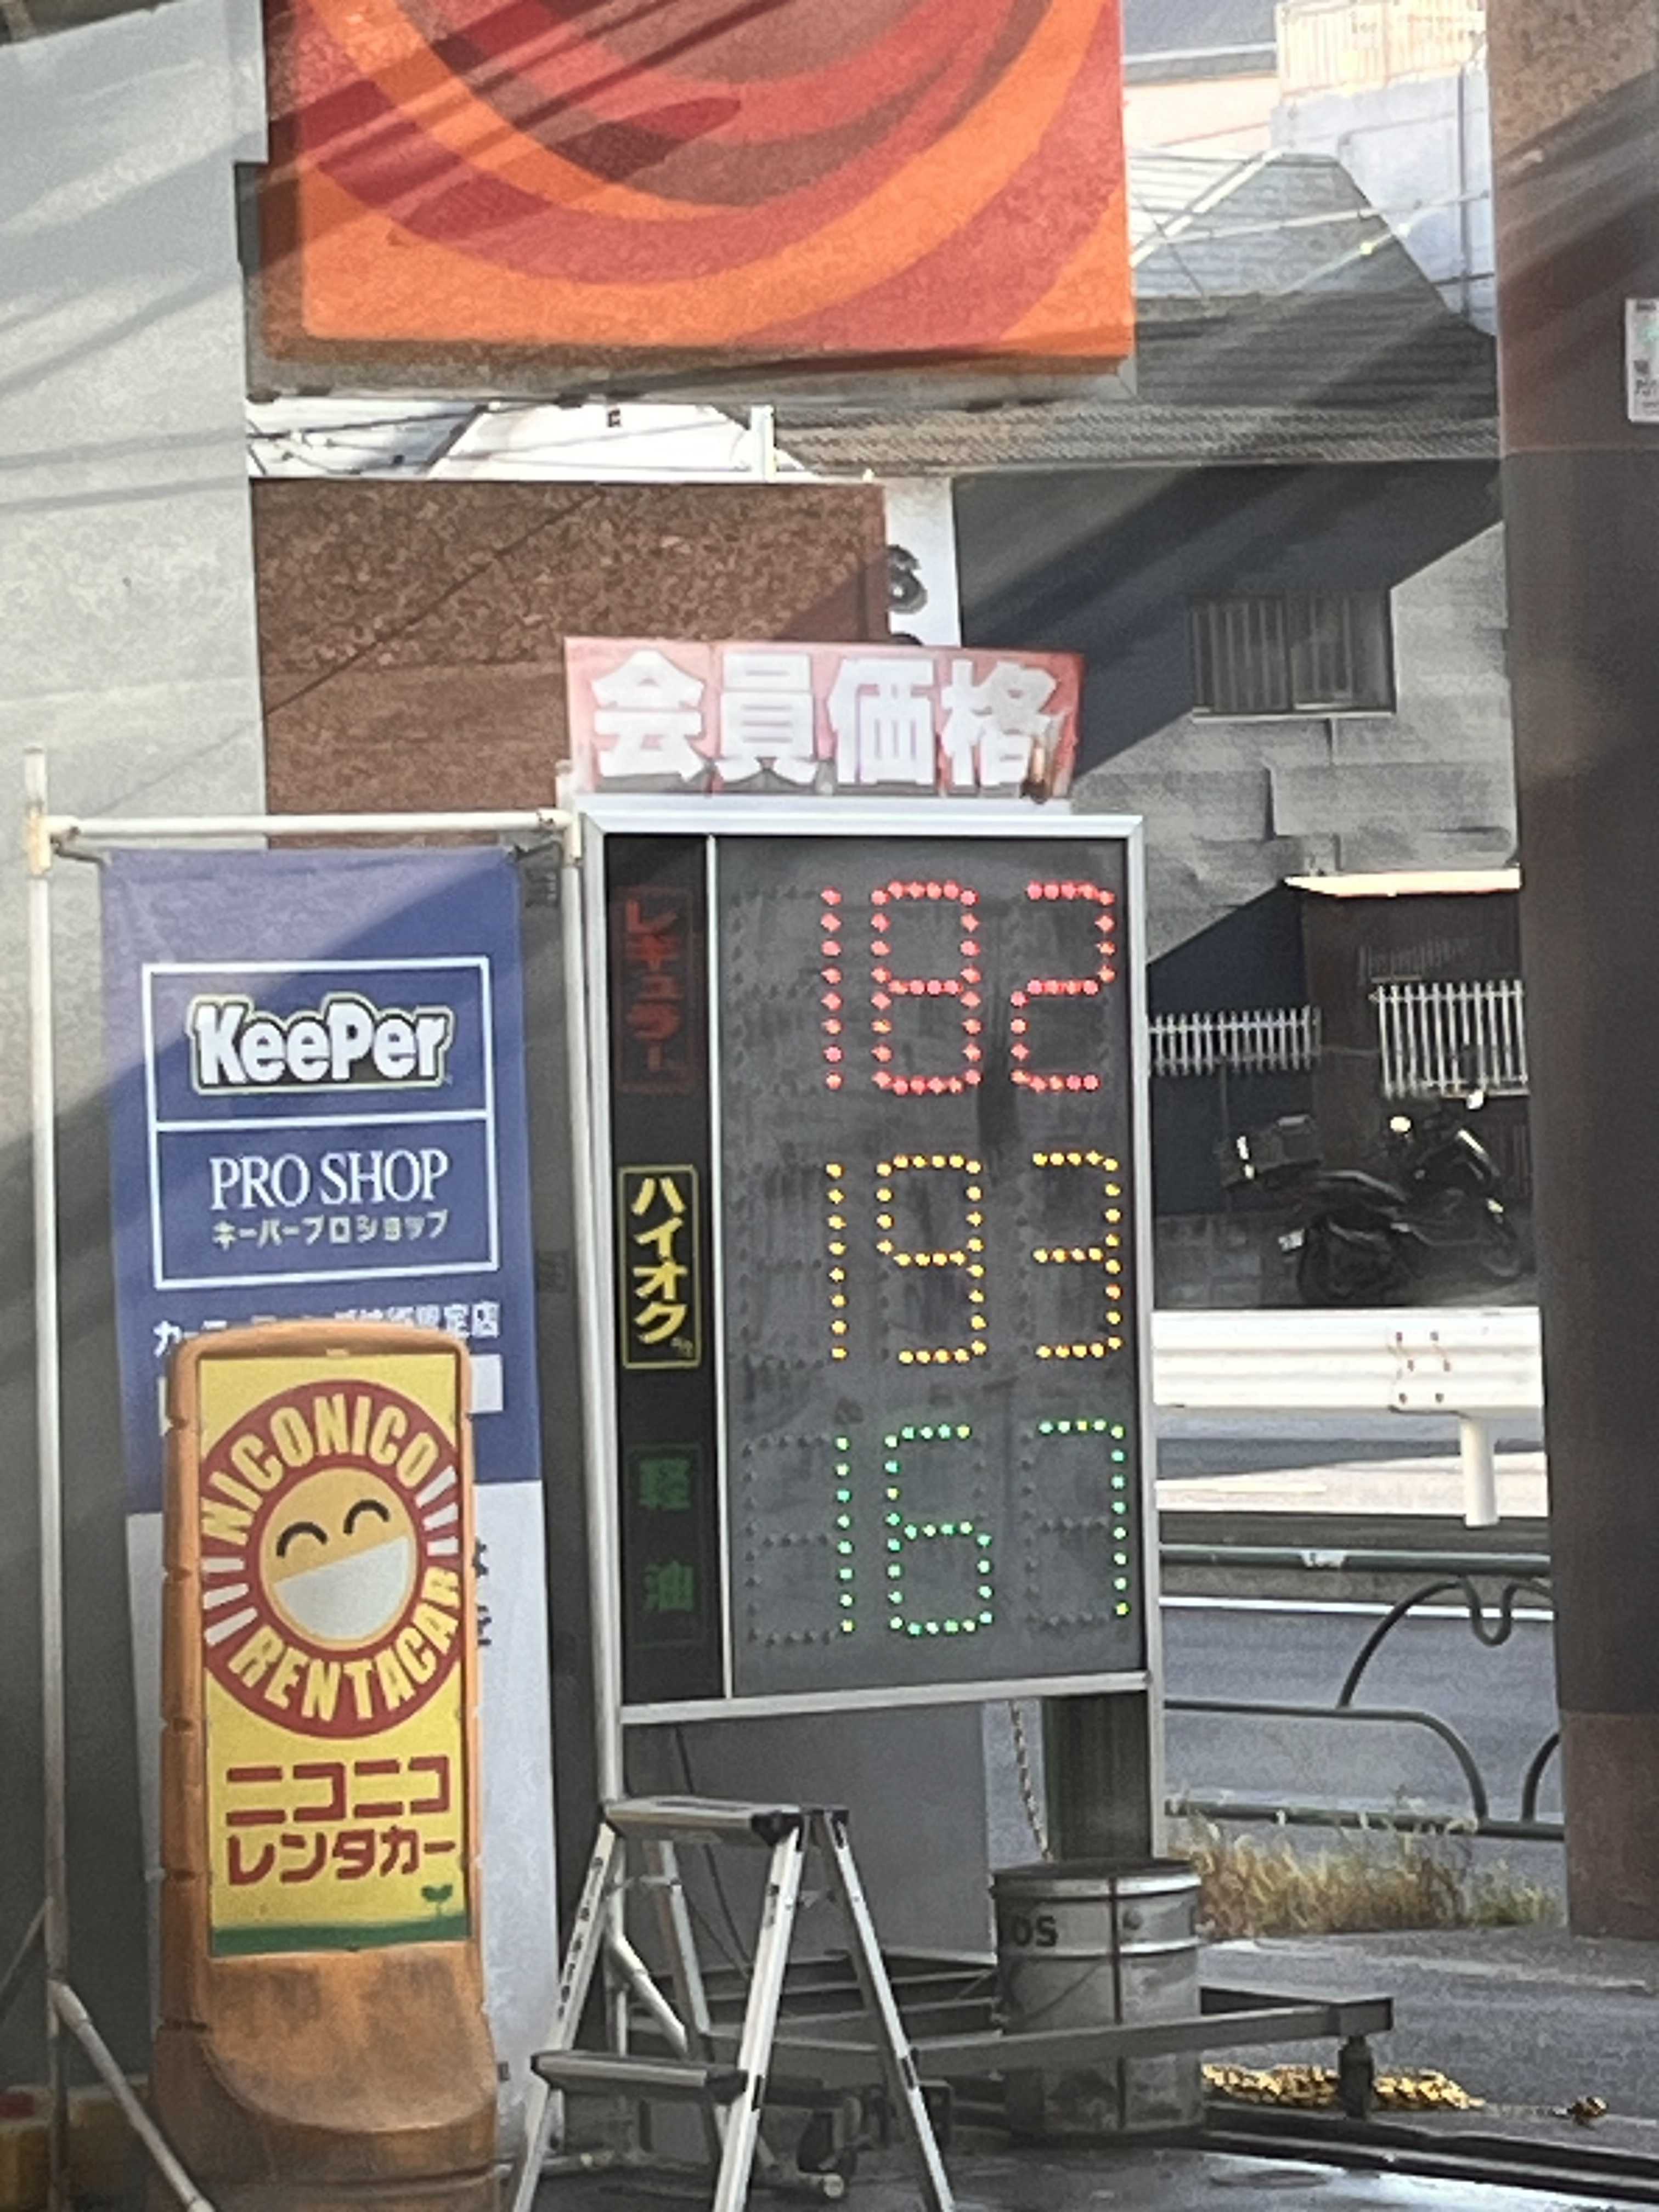 会員価格
レギュラー
182
ハイオク
193
軽油
167
KeePer
PRO SHOP
キーパープロショップ
NICONICO
RENTACAR
ニコニコ
レンタカー
OS